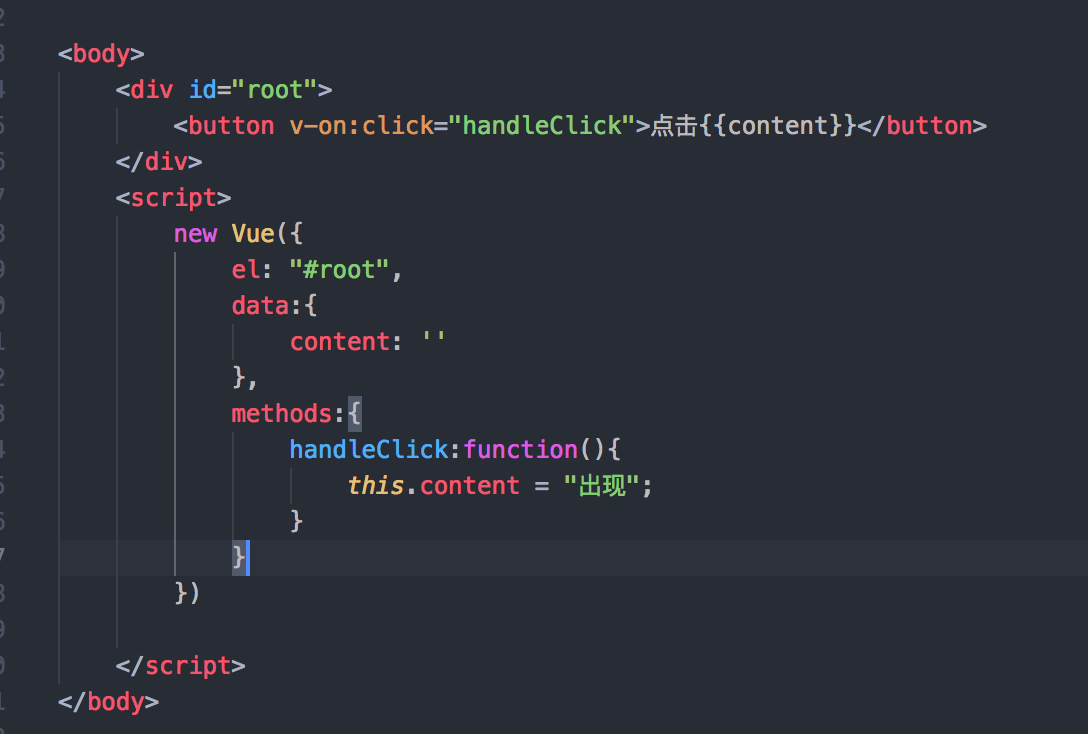 <body>
<div id="root">
<button v-on:click="handleClick">点击{{content}}</button>
</div>
<script>
new Vue({
el: "#root",
data:{
content: ''
},
methods:{
handleClick:function(){
this.content = "出现";
}
}
})
</script>
</body>